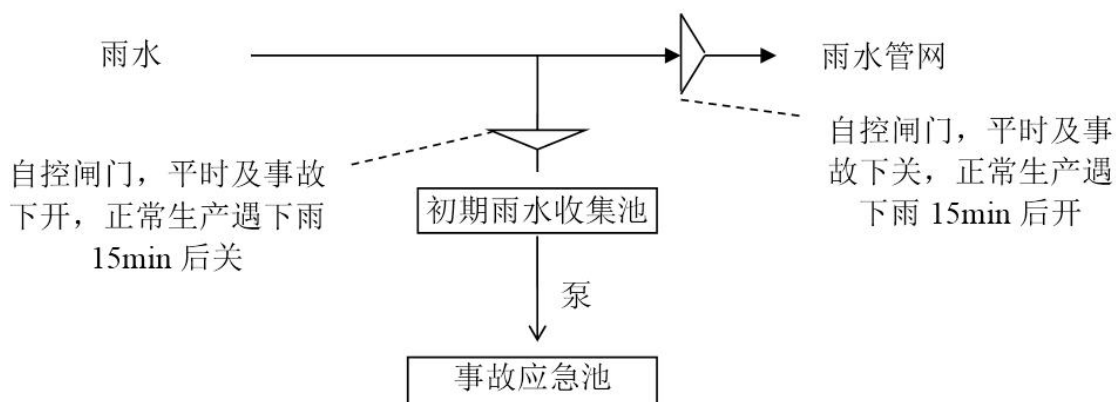 雨水
雨水管网
自控闸门，平时及事
故下关，正常生产遇
下雨 15min 后开
自控闸门，平时及事故
下开，正常生产遇下雨
15min 后关
初期雨水收集池
泵
事故应急池